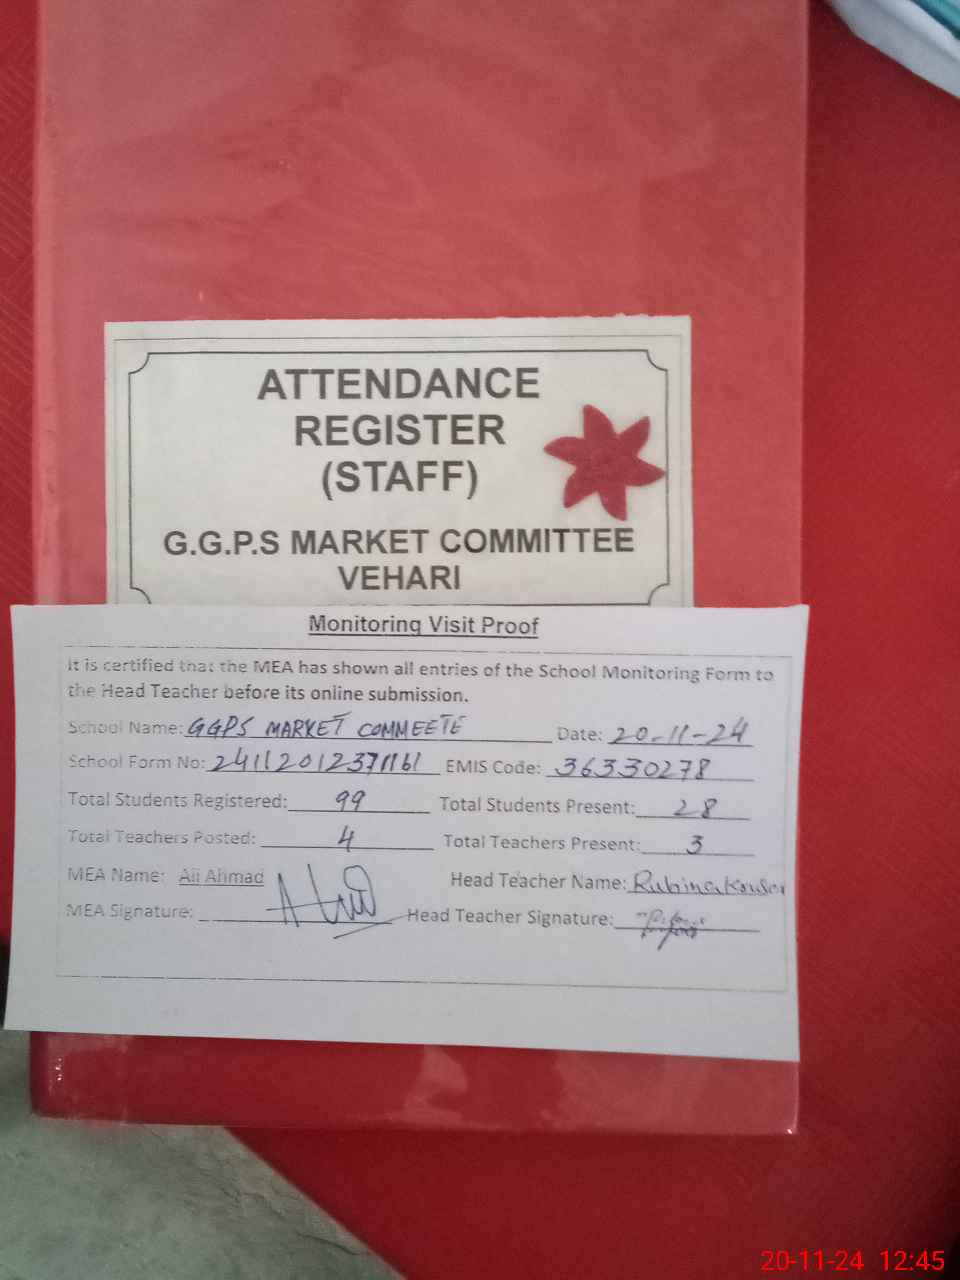 ATTENDANCE
REGISTER
(STAFF)
G.G.P.S MARKET COMMITTEE
VEHARI
Monitoring Visit Proof
It is certified that the MEA has shown all entries of the School Monitoring Form to
the Head Teacher before its online submission.
School Name: GGPS MARKET COMMEETE Date: 20-11-24
School Form No: EMIS Code: 36330278
Total Students Registered: 99 Total Students Present: 28
Total Teachers Posted: 4 Total Teachers Present: 3
MEA Name: Ali Ahmad Head Teacher Name: Rubina Kousar
MEA Signature: Head Teacher Signature:
20-11-24 12:45